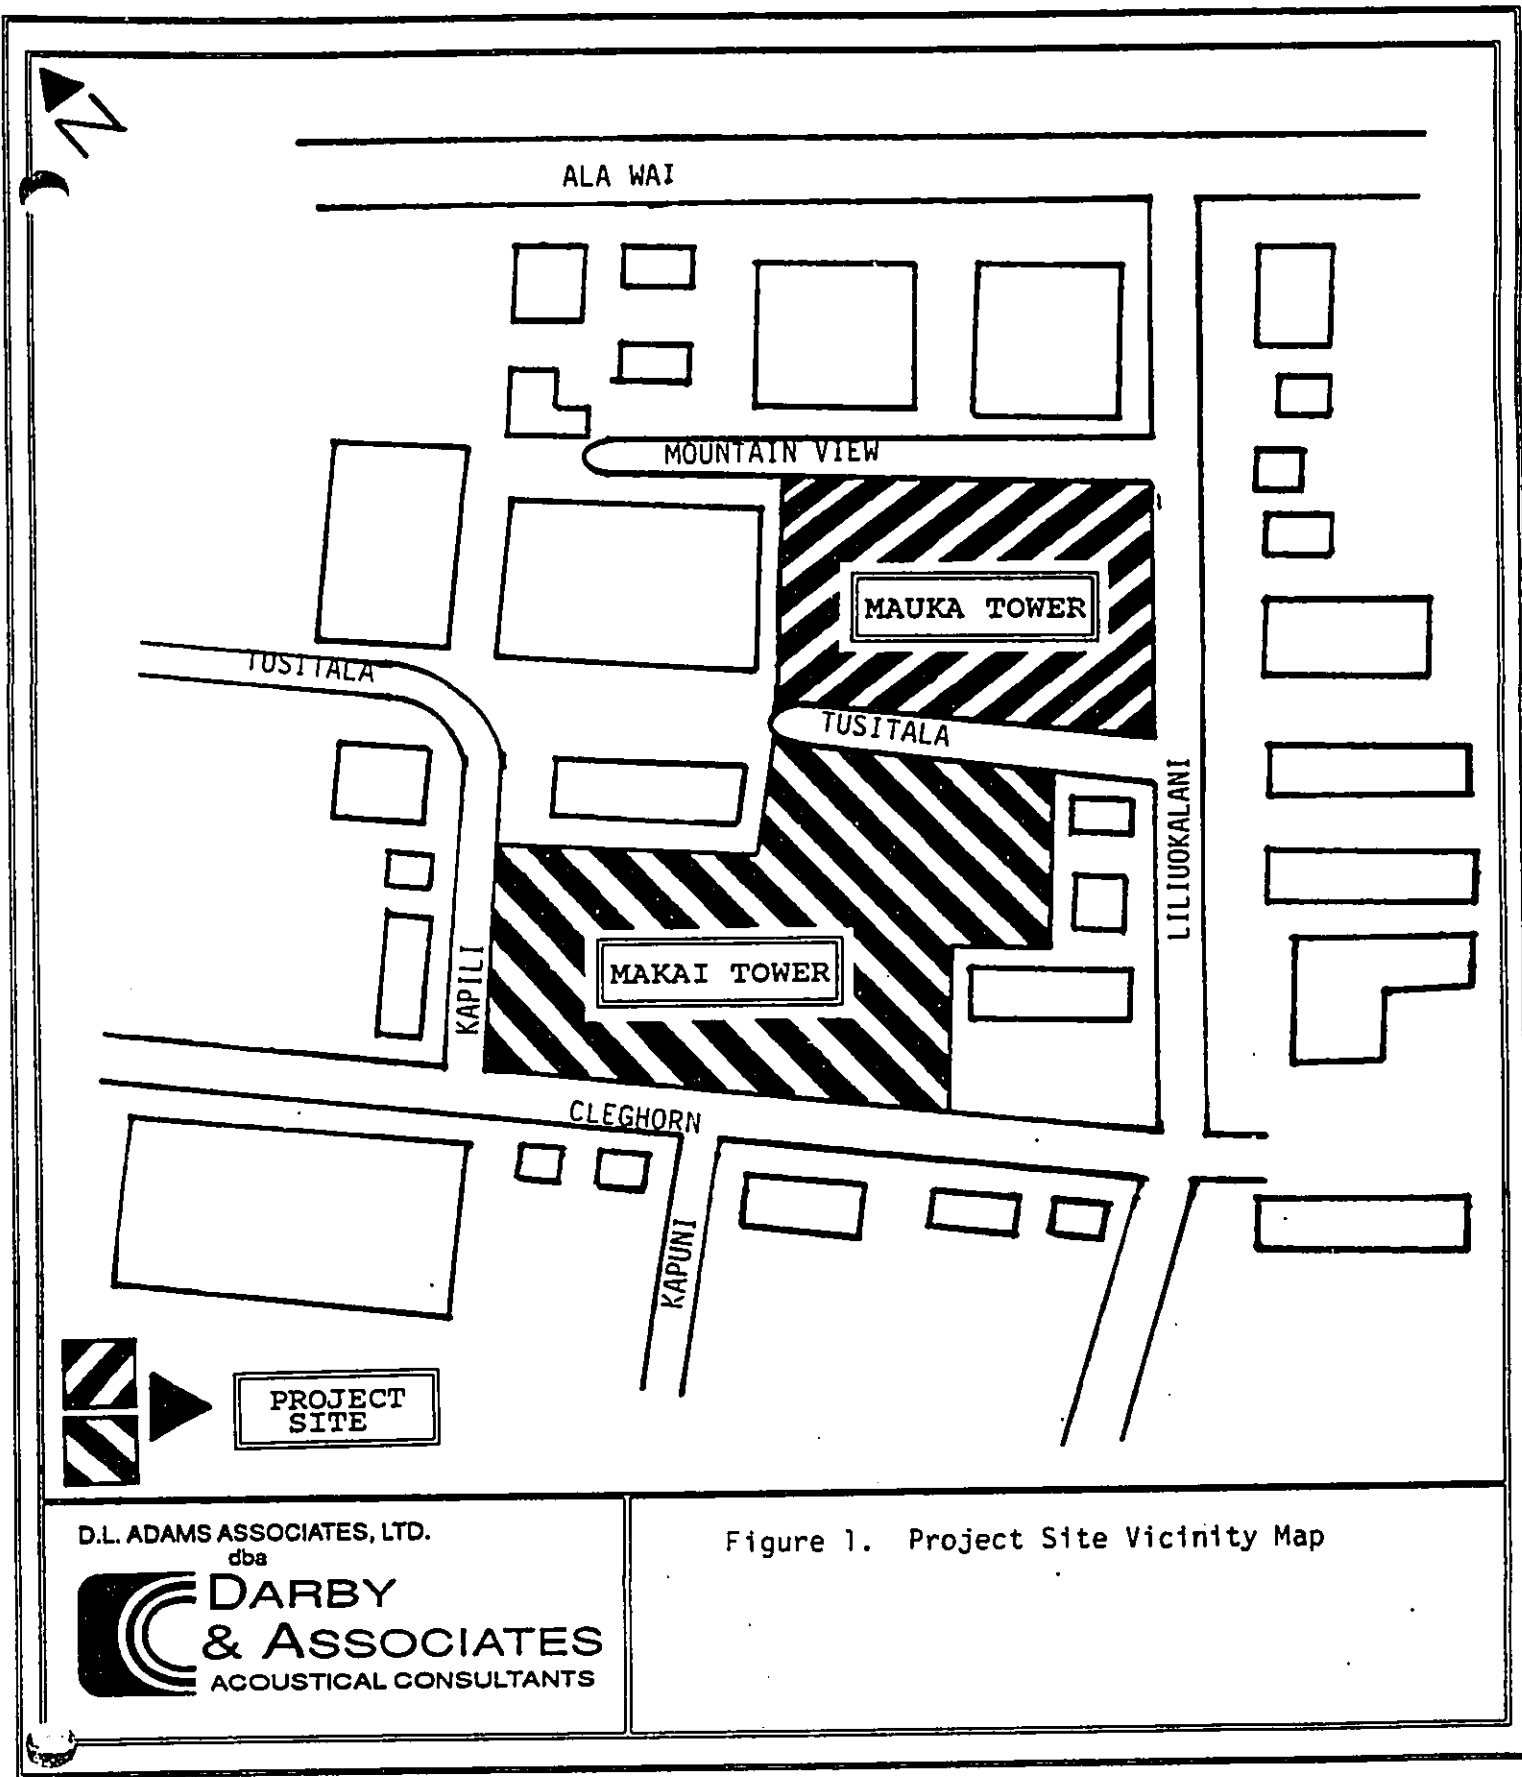 N
ALA WAI
MOUNTAIN VIEW
MAUKA TOWER
TUSITALA
TUSITALA
LILIUOKALANI
MAKAI TOWER
KAPILI
CLEGHORN
KAPUNI
PROJECT
SITE
D.L. ADAMS ASSOCIATES, LTD.
dba
DARBY
& ASSOCIATES
ACOUSTICAL CONSULTANTS
Figure 1. Project Site Vicinity Map